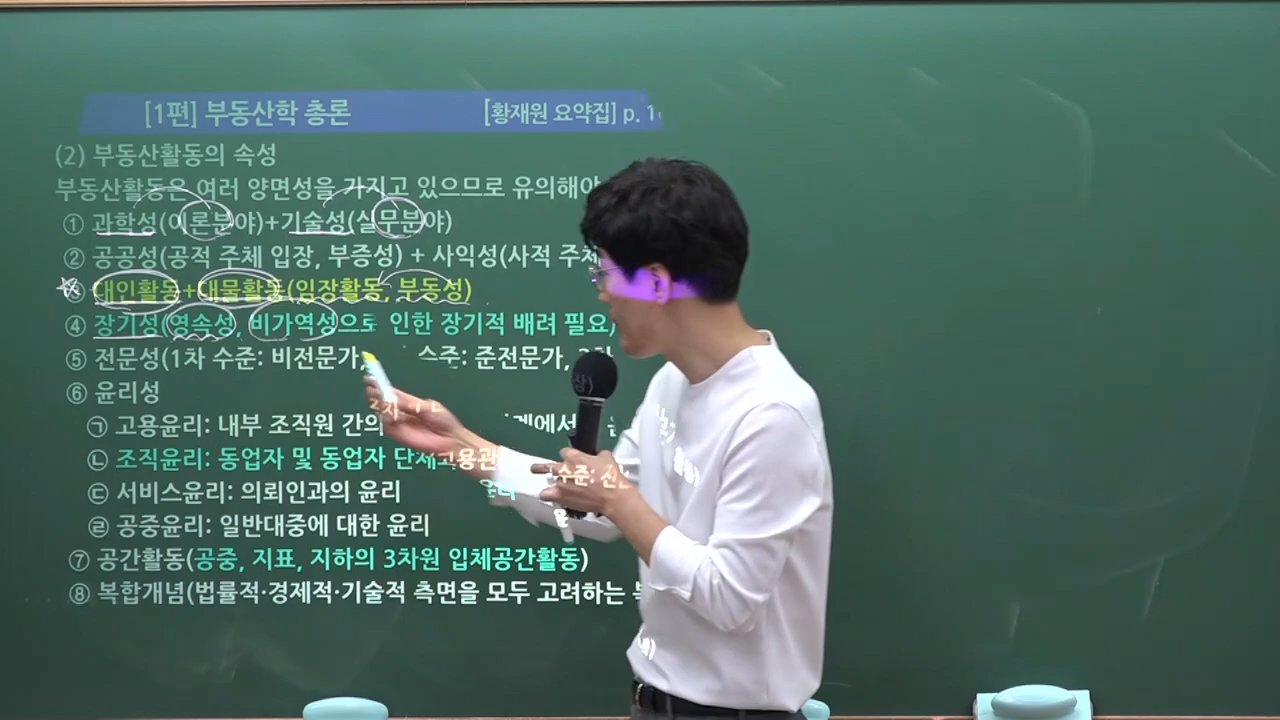 [1편] 부동산학 총론 [황재원 요약집] p. 1
(2) 부동산활동의 속성
부동산활동은 여러 양면성을 가지고 있으므로 유의해야
① 과학성(이론분야)+기술성(실무분야)
② 공공성(공적 주체 입장, 부증성) + 사익성(사적 주체
③ 대인활동+대물활동(임장활동, 부동성)
④ 장기성(영속성, 비가역성으로 인한 장기적 배려 필요)
⑤ 전문성(1차 수준: 비전문가, 수준: 준전문가, 수준:
⑥ 윤리성
㉠ 고용윤리: 내부 조직원 간의
㉡ 조직윤리: 동업자 및 동업자 단체
㉢ 서비스윤리: 의뢰인과의 윤리
㉣ 공중윤리: 일반대중에 대한 윤리
⑦ 공간활동(공중, 지표, 지하의 3차원 입체공간활동)
⑧ 복합개념(법률적·경제적·기술적 측면을 모두 고려하는